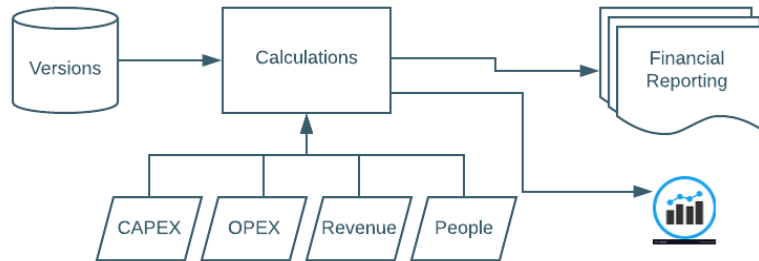 Versions
Calculations
Financial
Reporting
CAPEX
OPEX
Revenue
People